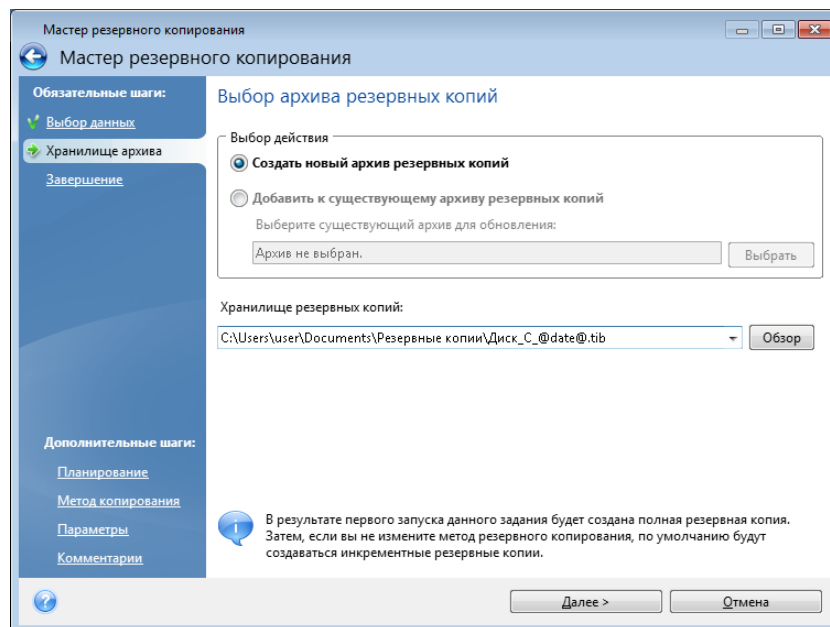 Мастер резервного копирования
Мастер резервного копирования
Обязательные шаги:
Выбор данных
Хранилище архива
Завершение
Выбор архива резервных копий
Выбор действия
Создать новый архив резервных копий
Добавить к существующему архиву резервных копий
Выберите существующий архив для обновления:
Архив не выбран.
Выбрать
Хранилище резервных копий:
C:\Users\user\Documents\Резервные копии\Диск_C_@date@.tib
Обзор
Дополнительные шаги:
Планирование
Метод копирования
Параметры
Комментарии
В результате первого запуска данного задания будет создана полная резервная копия.
Затем, если вы не измените метод резервного копирования, по умолчанию будут
создаваться инкрементные резервные копии.
Далее >
Отмена